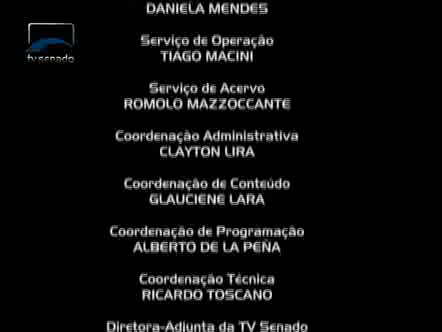 DANIELA MENDES
Serviço de Operação
TIAGO MACINI
Serviço de Acervo
ROMOLO MAZZOCCANTE
Coordenação Administrativa
CLAYTON LIRA
Coordenação de Conteúdo
GLAUCIENE LARA
Coordenação de Programação
ALBERTO DE LA PEÑA
Coordenação Técnica
RICARDO TOSCANO
Diretora-Adjunta da TV Senado
tv senado